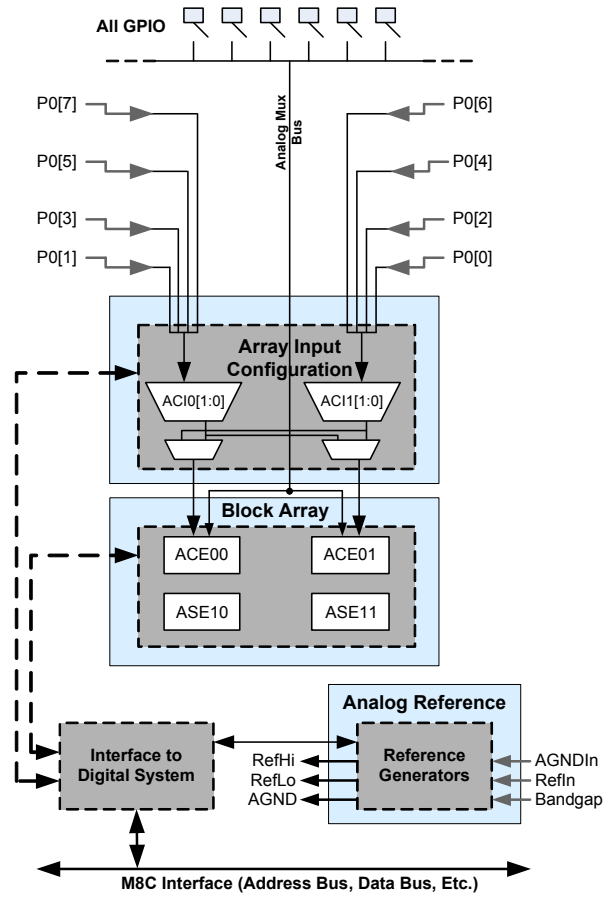 All GPIO
Analog Mux
Bus
P0[7]
P0[6]
P0[5]
P0[4]
P0[3]
P0[2]
P0[1]
P0[0]
Array Input
Configuration
ACI0[1:0]
ACI1[1:0]
Block Array
ACE00
ACE01
ASE10
ASE11
Analog Reference
Interface to
Digital System
RefHi
RefLo
AGND
Reference
Generators
AGNDIn
RefIn
Bandgap
M8C Interface (Address Bus, Data Bus, Etc.)